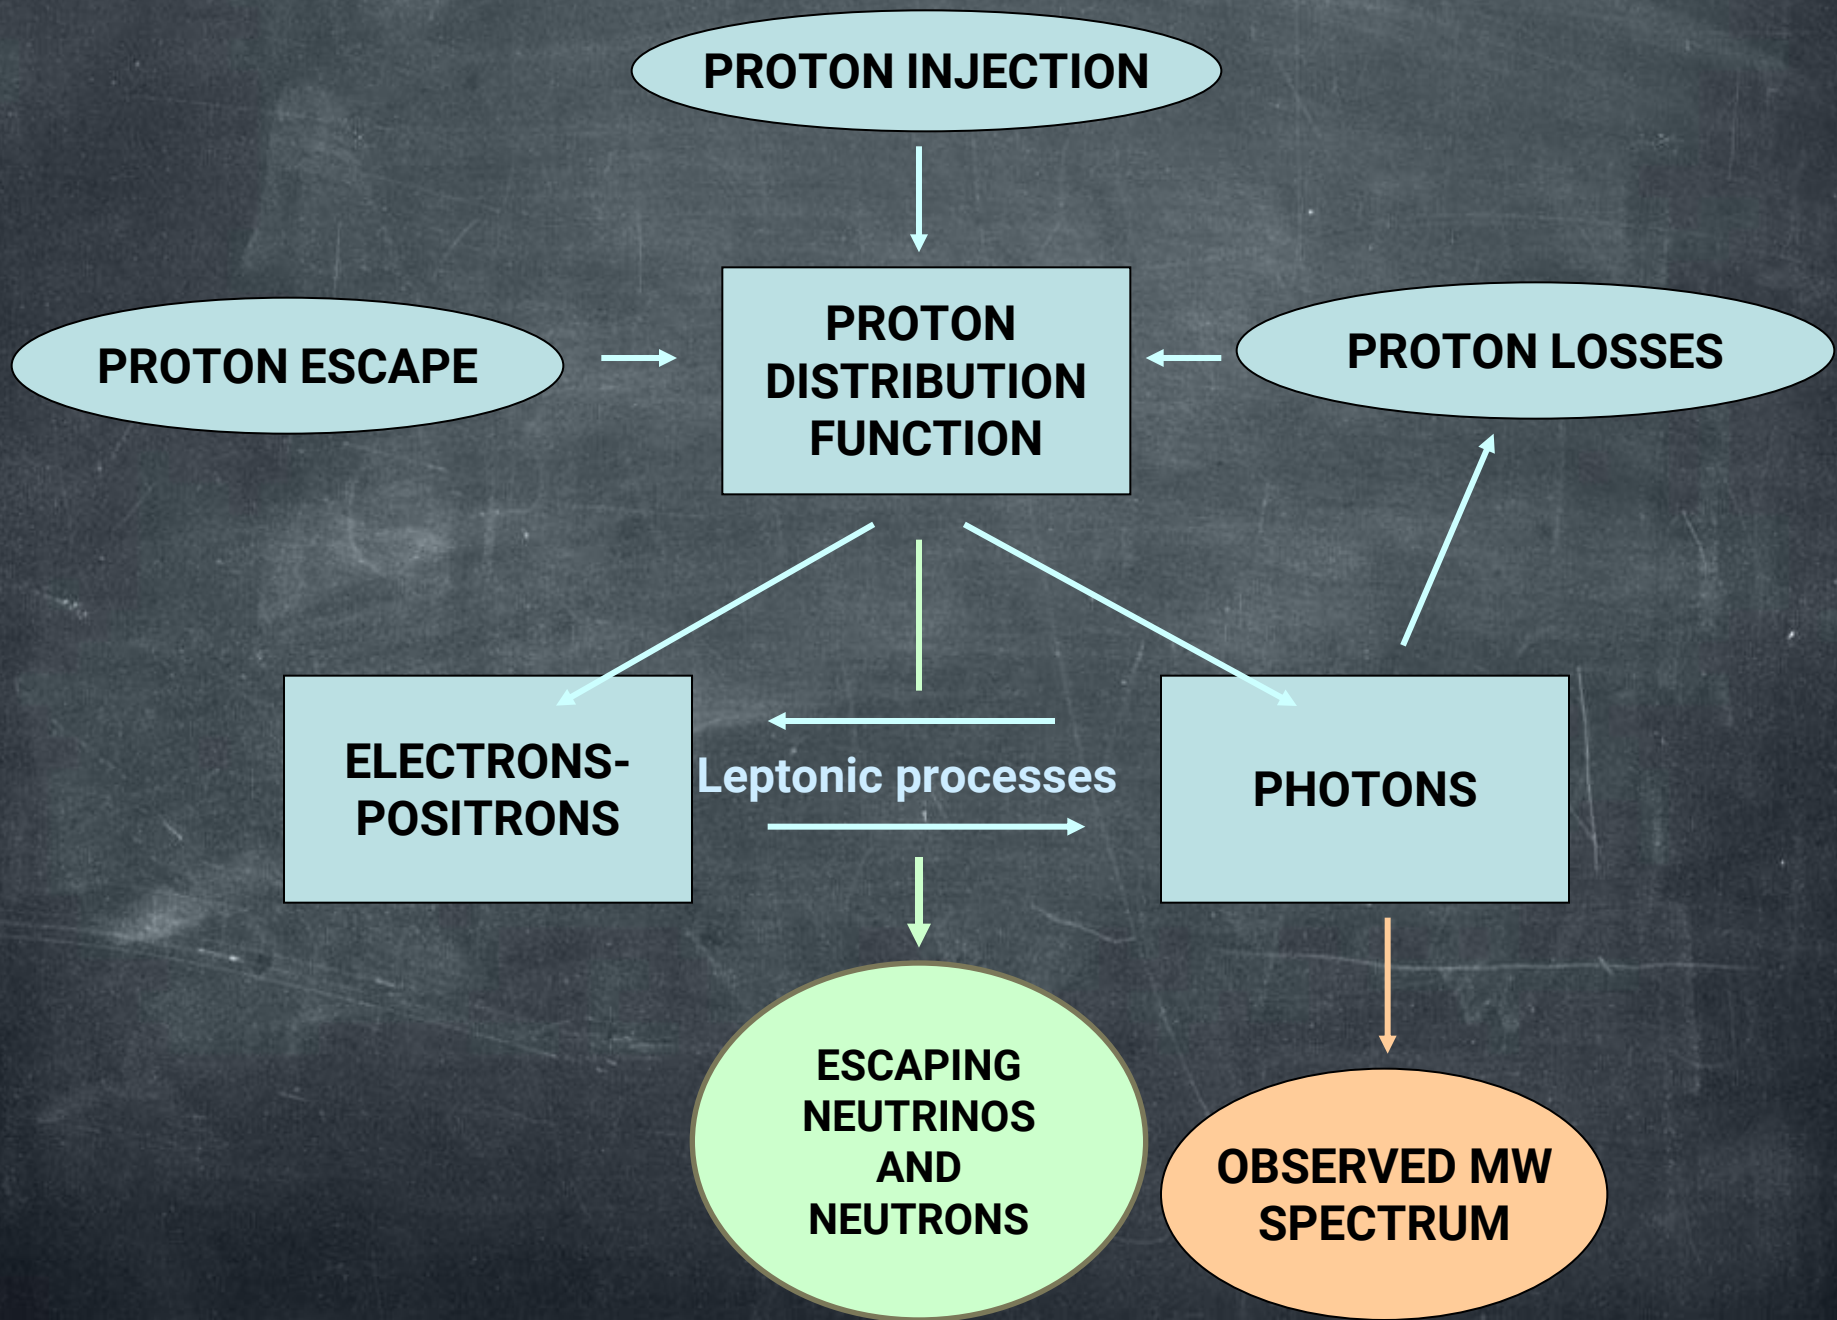 PROTON INJECTION
PROTON ESCAPE
PROTON
DISTRIBUTION
FUNCTION
PROTON LOSSES
ELECTRONS-
POSITRONS
Leptonic processes
PHOTONS
ESCAPING
NEUTRINOS
AND
NEUTRONS
OBSERVED MW
SPECTRUM